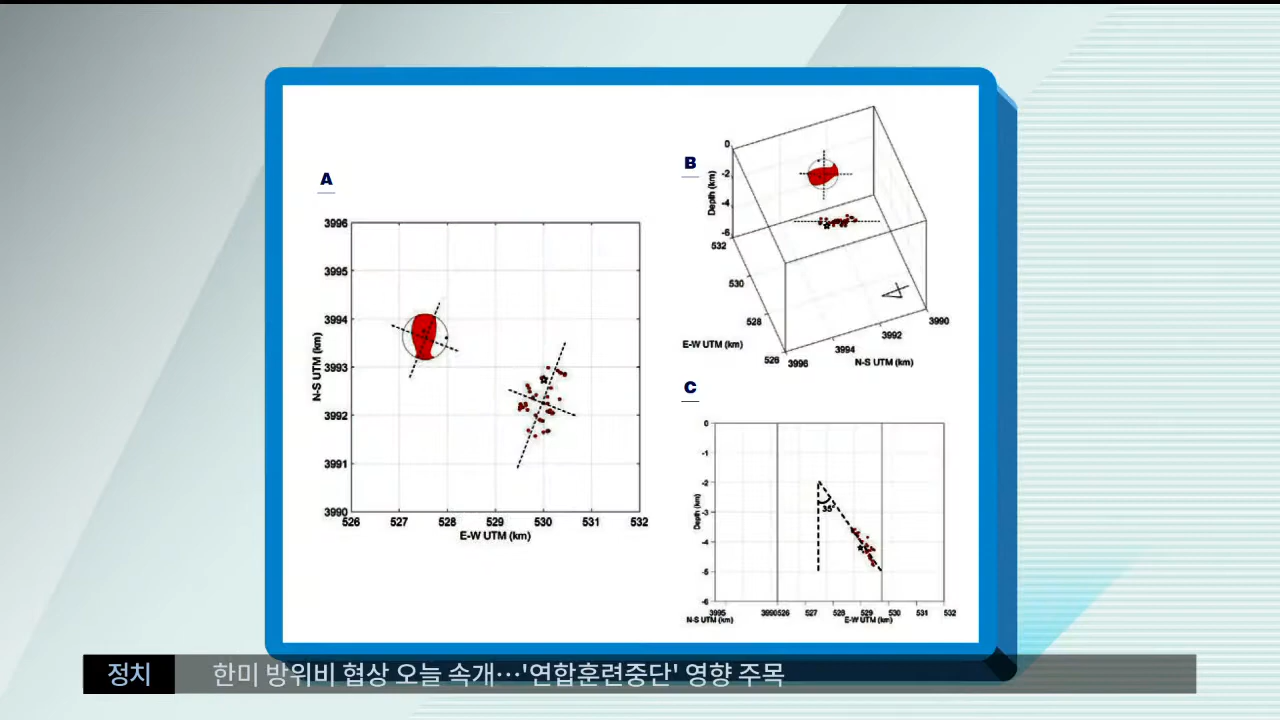 A
3996
3995
3994
3993
3992
3991
3990
N-S UTM (km)
526 527 528 529 530 531 532
E-W UTM (km)
B
0
-2
-4
-6
Depth (km)
532
530
528
526
E-W UTM (km)
3996
3994
3992
3990
N-S UTM (km)
C
0
-1
-2
-3
-4
-5
-6
Depth (km)
35°
3995 3990526 527 528 529 530 531 532
N-S UTM (km) E-W UTM (km)
정치 한미 방위비 협상 오늘 속개…'연합훈련중단' 영향 주목